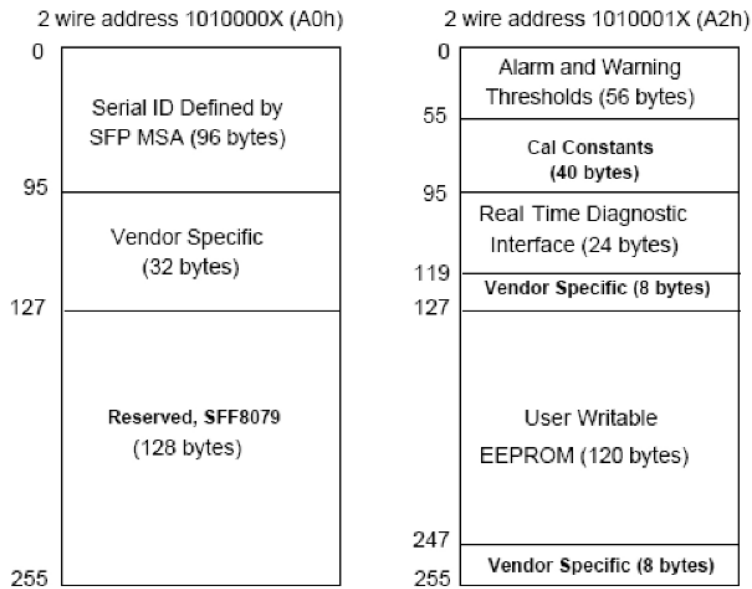 2 wire address 1010000X (A0h)
0
Serial ID Defined by
SFP MSA (96 bytes)
95
Vendor Specific
(32 bytes)
127
Reserved, SFF8079
(128 bytes)
255
2 wire address 1010001X (A2h)
0
Alarm and Warning
Thresholds (56 bytes)
55
Cal Constants
(40 bytes)
95
Real Time Diagnostic
Interface (24 bytes)
119
Vendor Specific (8 bytes)
127
User Writable
EEPROM (120 bytes)
247
Vendor Specific (8 bytes)
255